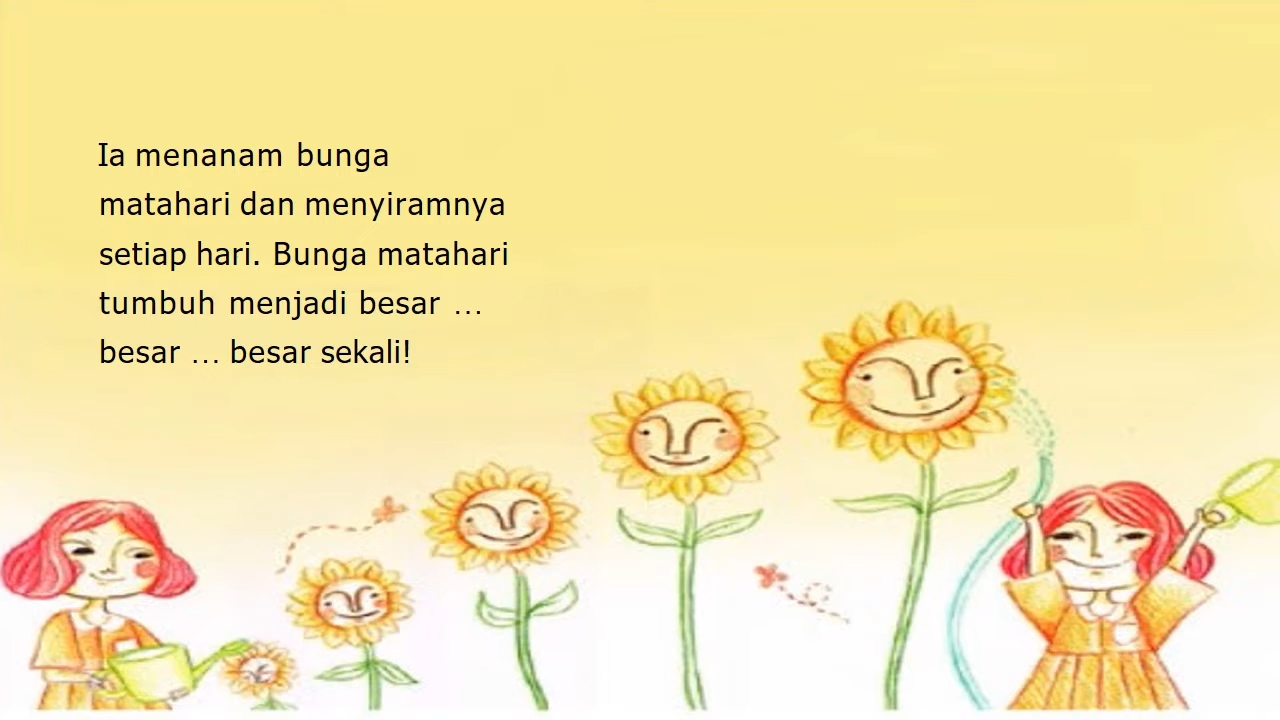 Ia menanam bunga
matahari dan menyiramnya
setiap hari. Bunga matahari
tumbuh menjadi besar …
besar … besar sekali!